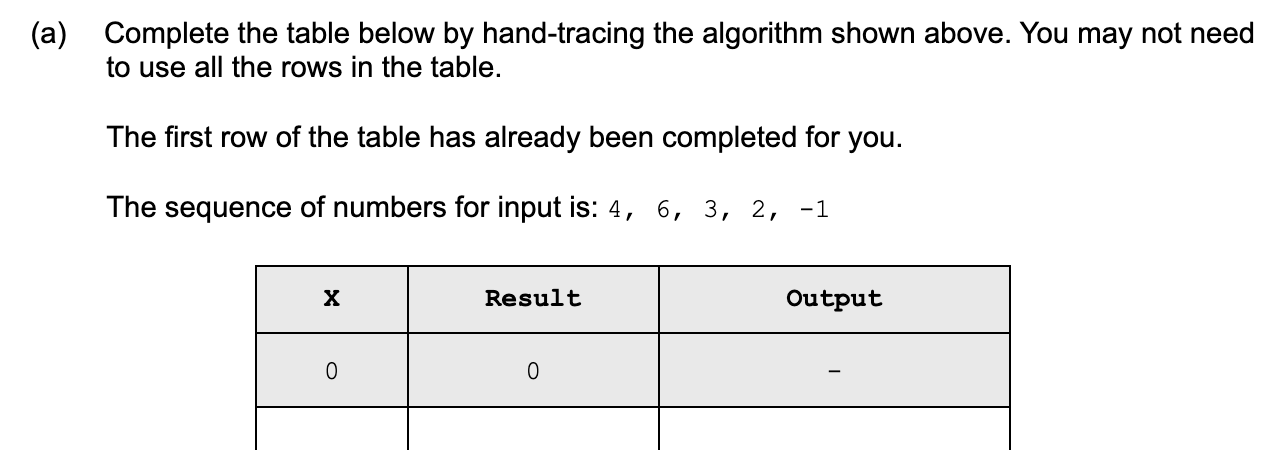 (a) Complete the table below by hand-tracing the algorithm shown above. You may not need
to use all the rows in the table.
The first row of the table has already been completed for you.
The sequence of numbers for input is: 4, 6, 3, 2, -1
X Result Output
0 0 -